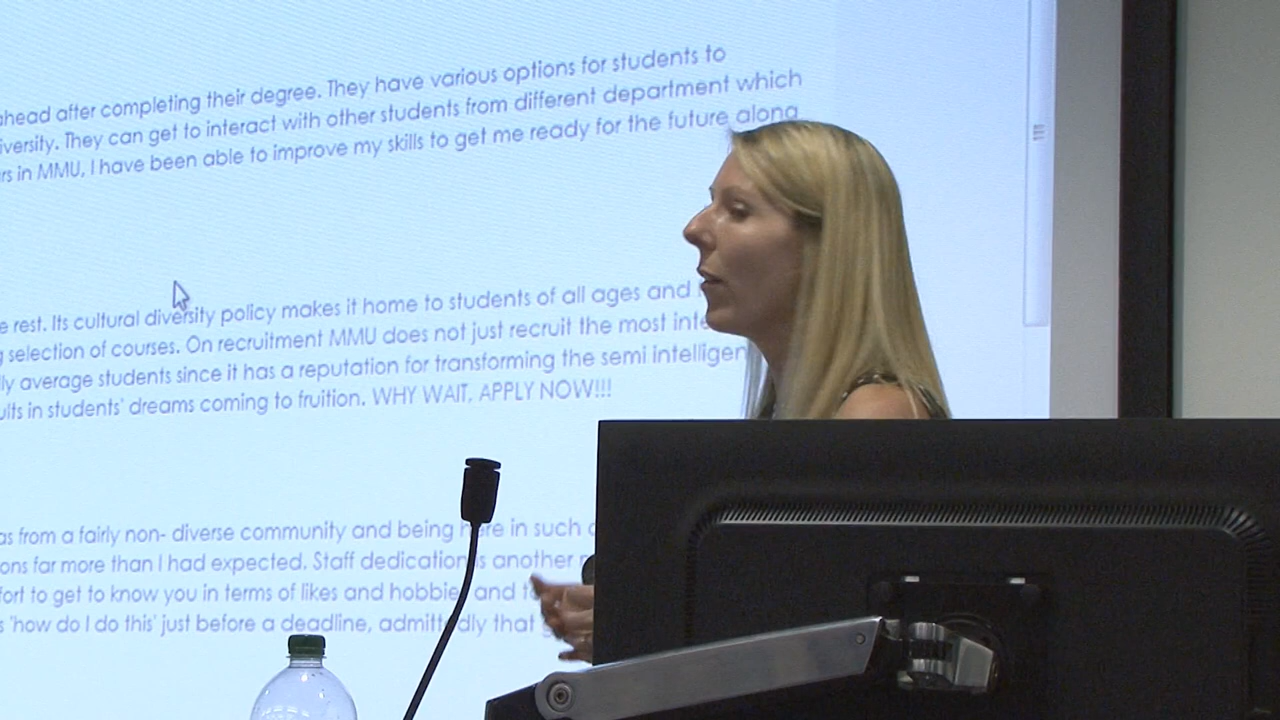 ahead after completing their degree. They have various options for students to
iversity. They can get to interact with other students from different department which
rs in MMU, I have been able to improve my skills to get me ready for the future along
e rest. Its cultural diversity policy makes it home to students of all ages and
g selection of courses. On recruitment MMU does not just recruit the most inte
ly average students since it has a reputation for transforming the semi intelligen
ults in students' dreams coming to fruition. WHY WAIT, APPLY NOW!!!
as from a fairly non- diverse community and being here in such
ons far more than I had expected. Staff dedication is another
fort to get to know you in terms of likes and hobbie and
s 'how do I do this' just before a deadline, admittedly that